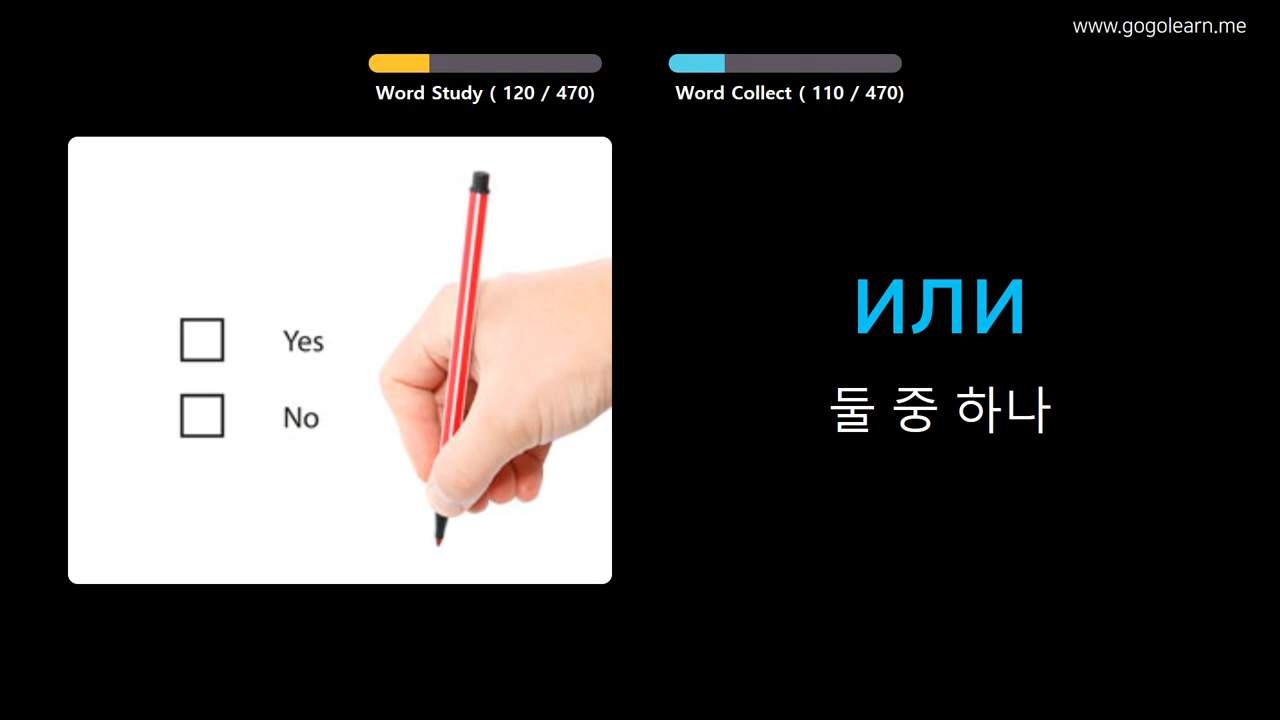 www.gogolearn.me
Word Study ( 120 / 470)
Word Collect ( 110 / 470)
Yes
No
или
둘 중 하나